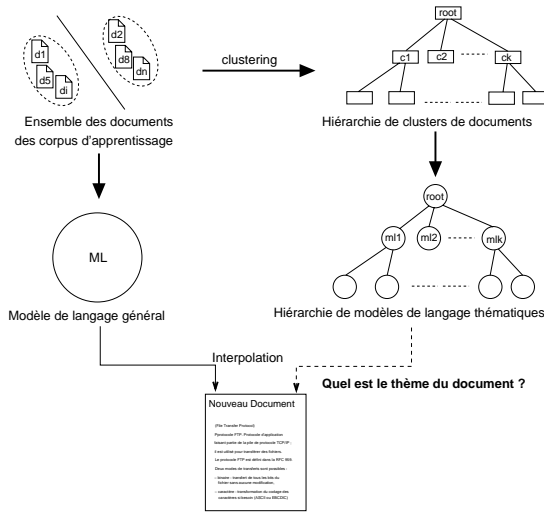 d1
d5
di
d2
d8
dn
clustering
root
c1
c2
ck
Ensemble des documents
des corpus d'apprentissage
Hiérarchie de clusters de documents
root
ML
ml1
ml2
mlk
Modèle de langage général
Hiérarchie de modèles de langage thématiques
Interpolation
Quel est le thème du document ?
Nouveau Document
(File Transfer Protocol)
Pprotocole FTP: Protocole d'application
faisant partie de la pile de protocole TCP/IP :
il est utilisé pour transférer des fichiers.
Le protocole FTP est défini dans la RFC 959.
Deux modes de transferts sont possibles :
- binaire : transfert de tous les bits du
fichier sans aucune modification,
- caractère : transformation du codage des
caractères si besoin (ASCII ou EBCDIC)